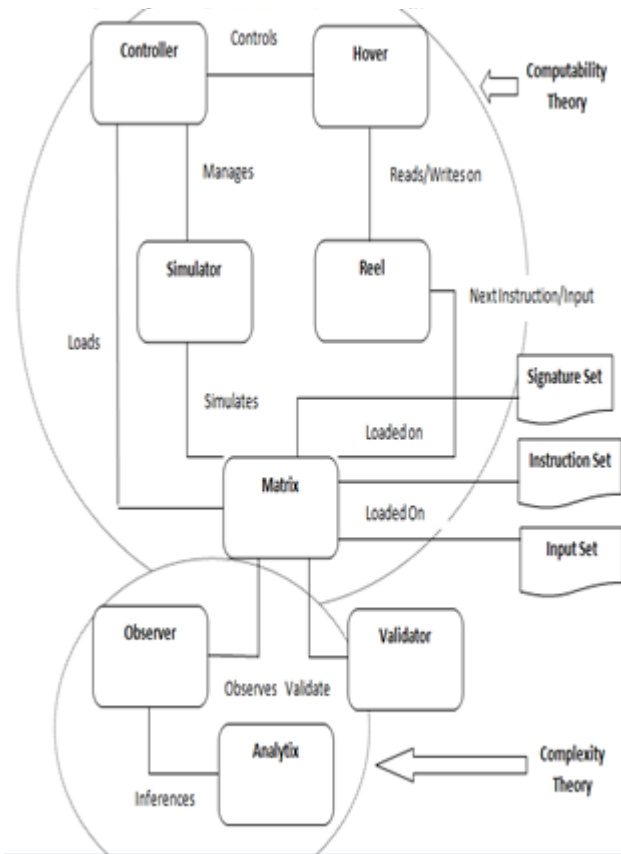 Controller
Controls
Hover
Computability
Theory
Manages
Reads/Writes on
Simulator
Reel
Next Instruction/Input
Loads
Signature Set
Simulates
Loaded on
Instruction Set
Matrix
Loaded On
Input Set
Observer
Validator
Observes Validate
Analytix
Complexity
Theory
Inferences